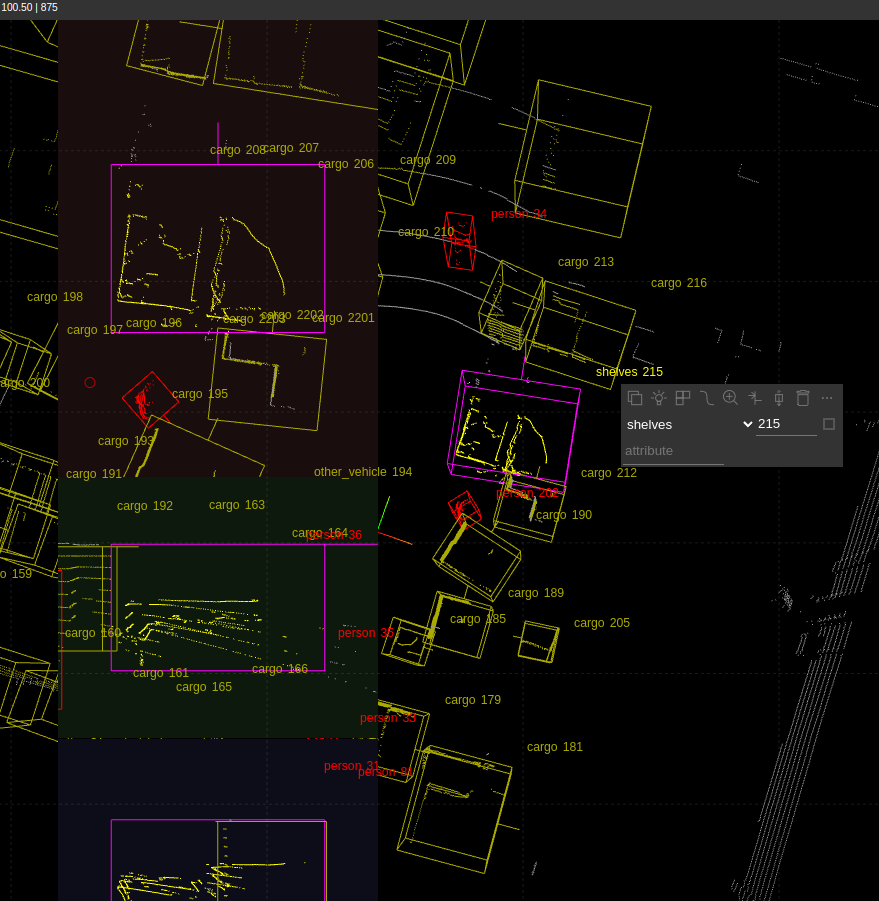 100.50 | 875
cargo 208
cargo 207
cargo 206
cargo 209
person 34
cargo 210
cargo 213
cargo 216
cargo 198
cargo 197
cargo 196
cargo 2203
cargo 2202
cargo 2201
shelves 215
cargo 200
cargo 195
shelves
215
attribute
cargo 193
cargo 191
other_vehicle 194
cargo 212
cargo 192
cargo 163
person 202
cargo 190
cargo 164
person 36
o 159
cargo 189
cargo 160
person 35
cargo 185
cargo 205
cargo 161
cargo 166
cargo 165
cargo 179
person 33
cargo 181
person 31